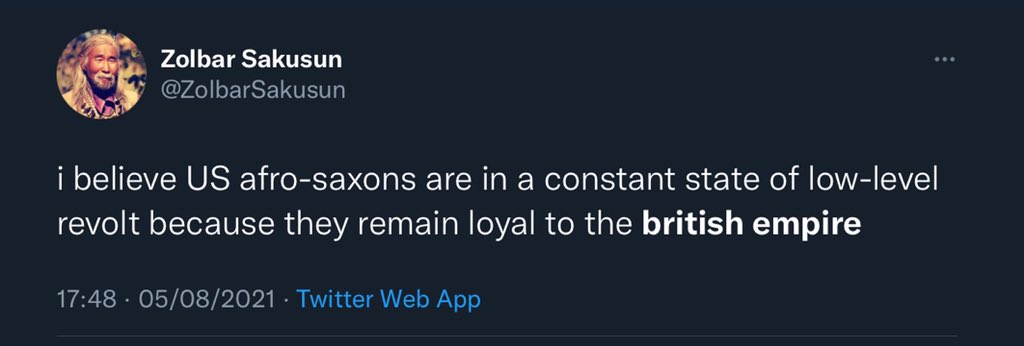 Zolbar Sakusun
@ZolbarSakusun
i believe US afro-saxons are in a constant state of low-level
revolt because they remain loyal to the british empire
17:48 · 05/08/2021 · Twitter Web App